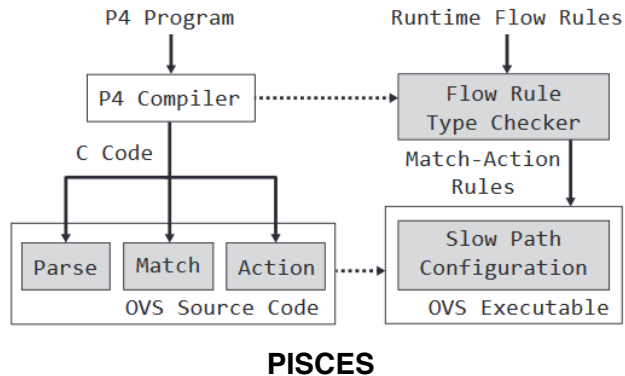 P4 Program
Runtime Flow Rules
P4 Compiler
Flow Rule
Type Checker
C Code
Match-Action
Rules
Parse
Match
Action
OVS Source Code
Slow Path
Configuration
OVS Executable
PISCES